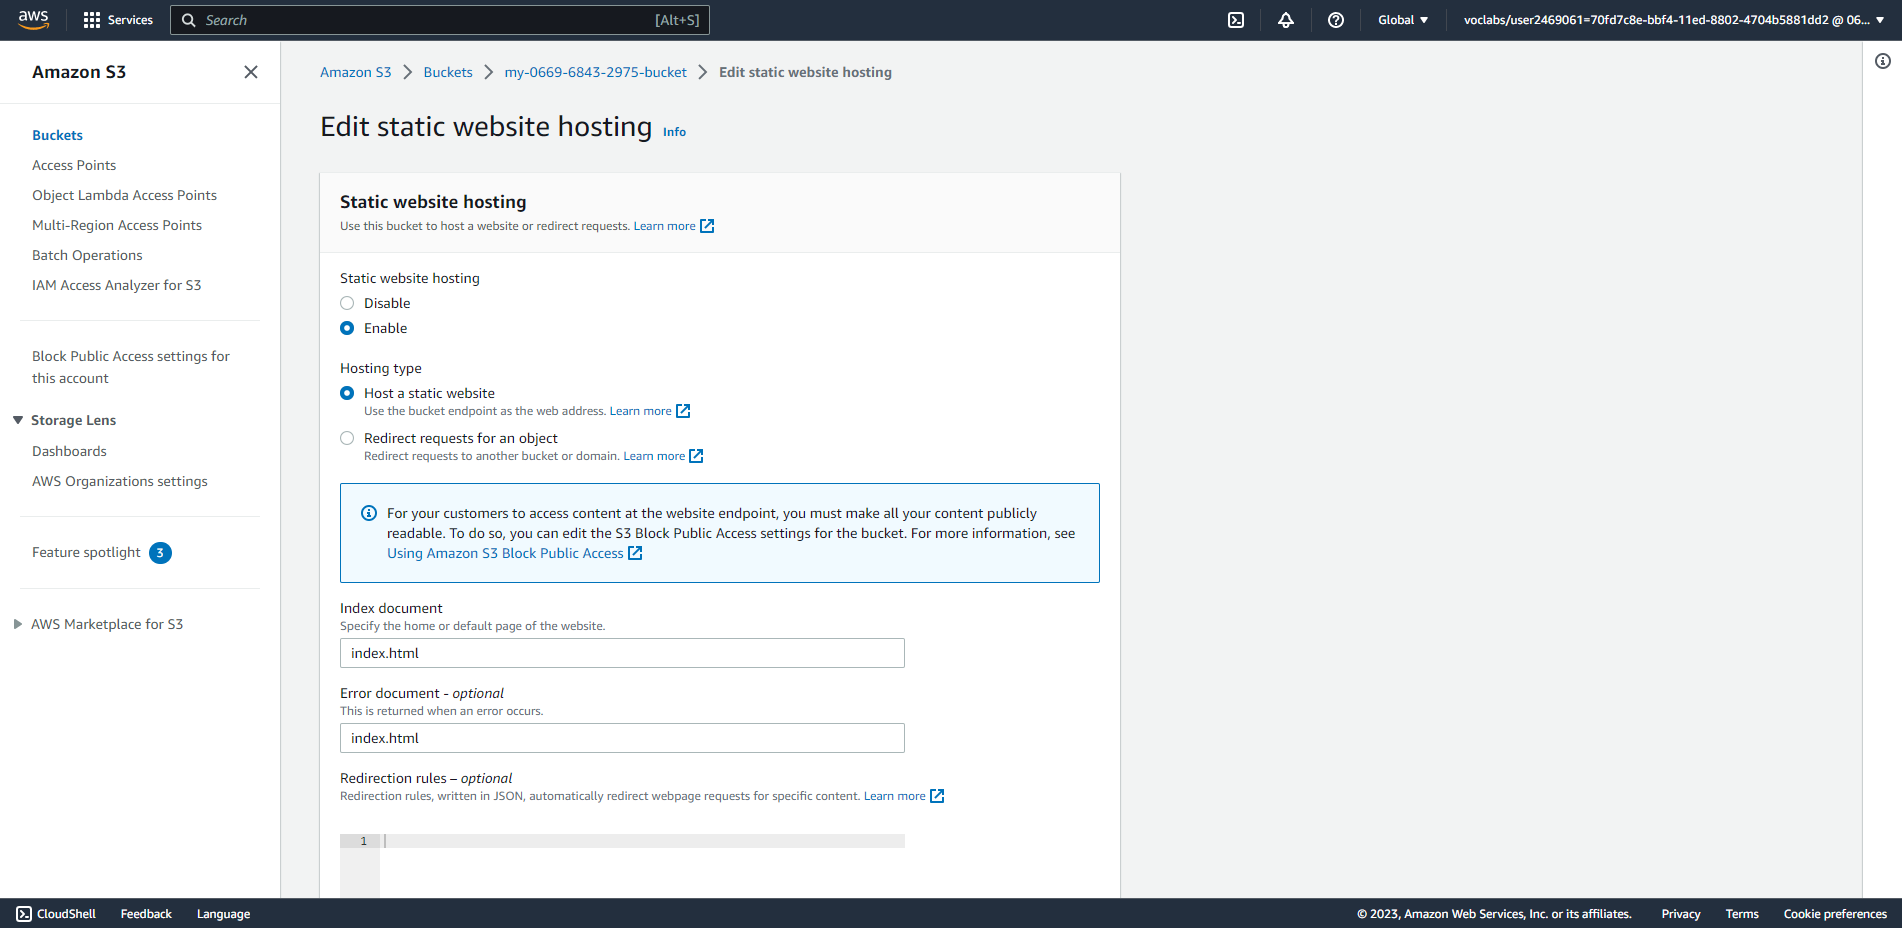 aws
Services
Search
[Alt+S]
Global
voclabs/user2469061=70fd7c8e-bbf4-11ed-8802-4704b5881dd2 @ 06...
Amazon S3
Buckets
Access Points
Object Lambda Access Points
Multi-Region Access Points
Batch Operations
IAM Access Analyzer for S3
Block Public Access settings for
this account
Storage Lens
Dashboards
AWS Organizations settings
Feature spotlight 3
AWS Marketplace for S3
Amazon S3 > Buckets > my-0669-6843-2975-bucket > Edit static website hosting
Edit static website hosting Info
Static website hosting
Use this bucket to host a website or redirect requests. Learn more
Static website hosting
Disable
Enable
Hosting type
Host a static website
Use the bucket endpoint as the web address. Learn more
Redirect requests for an object
Redirect requests to another bucket or domain. Learn more
For your customers to access content at the website endpoint, you must make all your content publicly
readable. To do so, you can edit the S3 Block Public Access settings for the bucket. For more information, see
Using Amazon S3 Block Public Access
Index document
Specify the home or default page of the website.
index.html
Error document - optional
This is returned when an error occurs.
index.html
Redirection rules – optional
Redirection rules, written in JSON, automatically redirect webpage requests for specific content. Learn more
1
CloudShell
Feedback
Language
© 2023, Amazon Web Services, Inc. or its affiliates.
Privacy
Terms
Cookie preferences